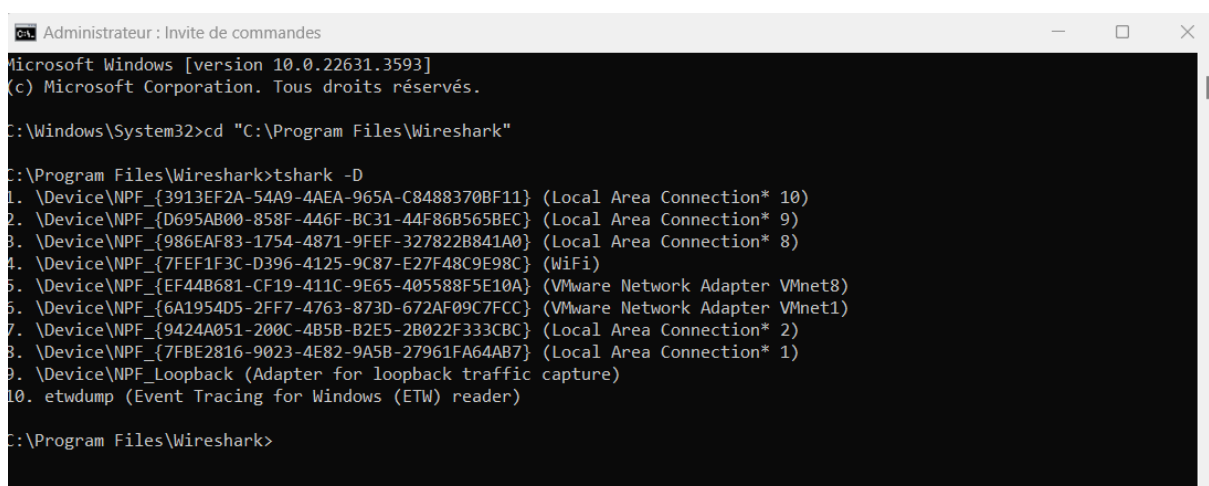 Administrateur : Invite de commandes
Microsoft Windows [version 10.0.22631.3593]
(c) Microsoft Corporation. Tous droits réservés.
C:\Windows\System32>cd "C:\Program Files\Wireshark"
C:\Program Files\Wireshark>tshark -D
1. \Device\NPF_{3913EF2A-54A9-4AEA-965A-C8488370BF11} (Local Area Connection* 10)
2. \Device\NPF_{D695AB00-858F-446F-BC31-44F86B565BEC} (Local Area Connection* 9)
3. \Device\NPF_{986EAF83-1754-4871-9FEF-327822B841A0} (Local Area Connection* 8)
4. \Device\NPF_{7FEF1F3C-D396-4125-9C87-E27F48C9E98C} (WiFi)
5. \Device\NPF_{EF44B681-CF19-411C-9E65-405588F5E10A} (VMware Network Adapter VMnet8)
6. \Device\NPF_{6A1954D5-2FF7-4763-873D-672AF09C7FCC} (VMware Network Adapter VMnet1)
7. \Device\NPF_{9424A051-200C-4B5B-B2E5-2B022F333CBC} (Local Area Connection* 2)
8. \Device\NPF_{7FBE2816-9023-4E82-9A5B-27961FA64AB7} (Local Area Connection* 1)
9. \Device\NPF_Loopback (Adapter for loopback traffic capture)
10. etwdump (Event Tracing for Windows (ETW) reader)
C:\Program Files\Wireshark>